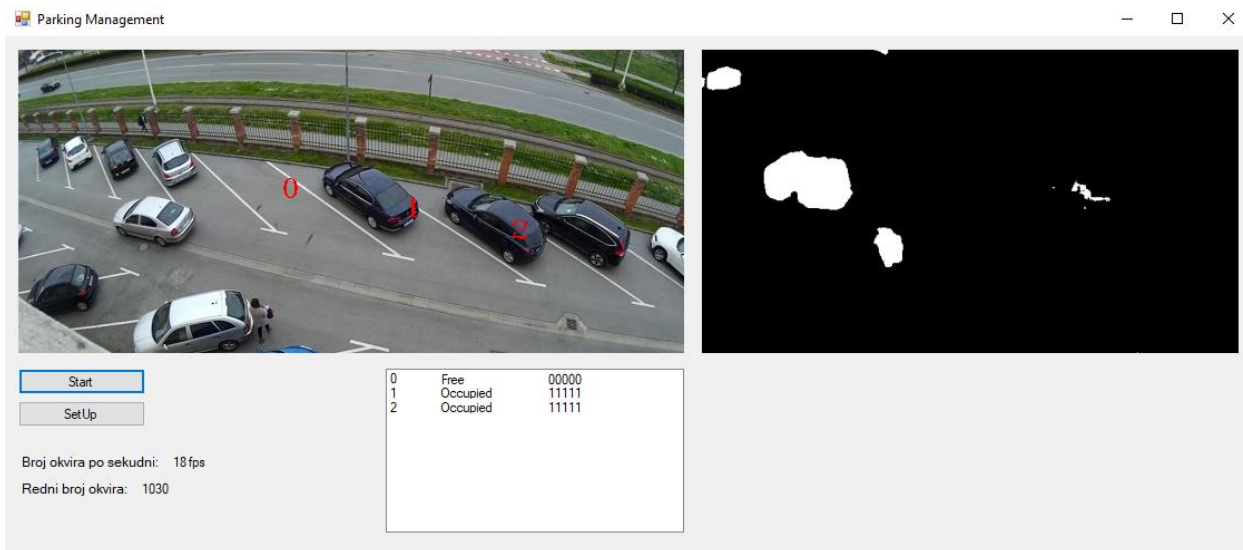 Parking Management
0
1
2
Start
SetUp
0 Free 00000
1 Occupied 11111
2 Occupied 11111
Broj okvira po sekundi: 18 fps
Redni broj okvira: 1030